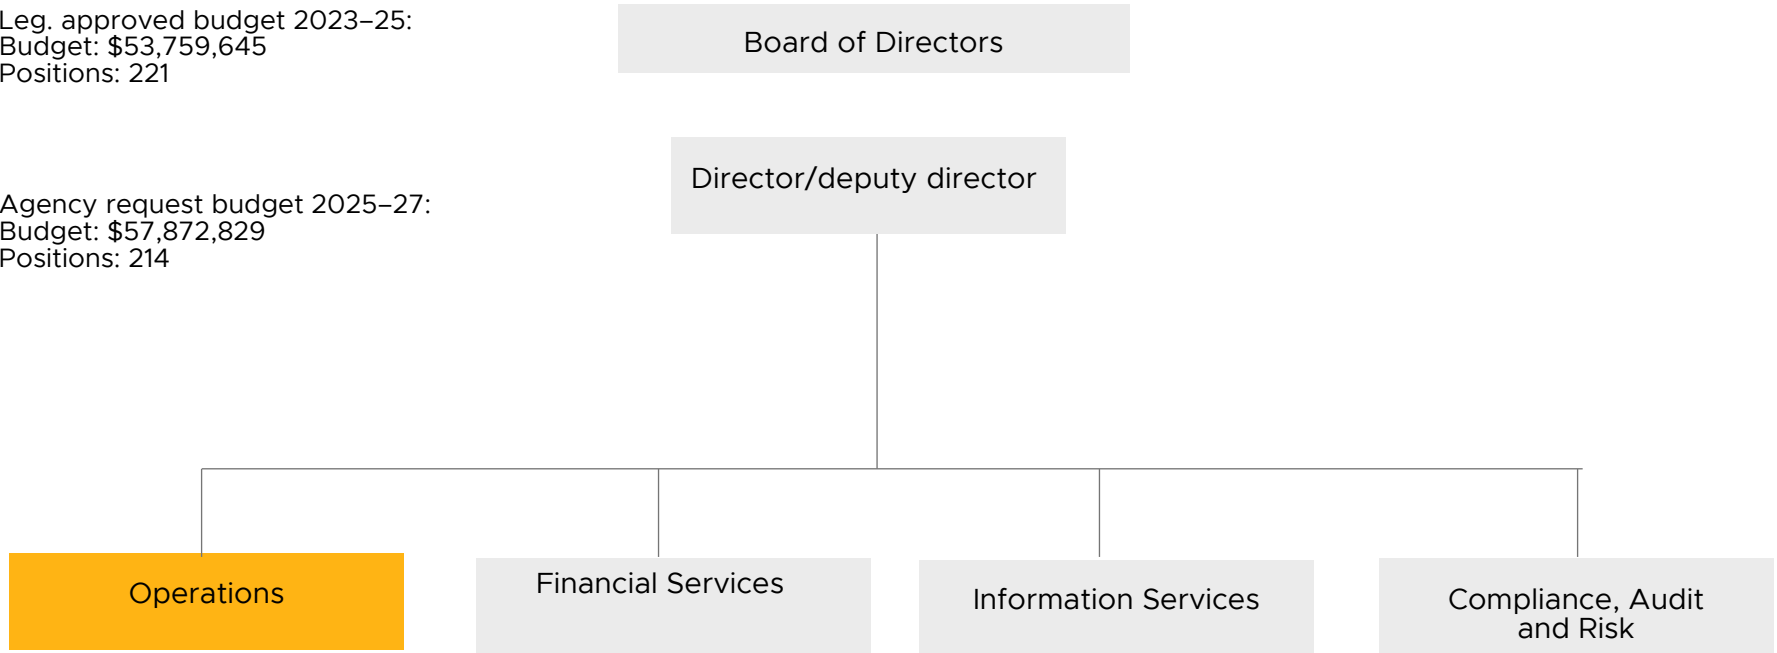 Leg. approved budget 2023–25:
Budget: $53,759,645
Positions: 221
Board of Directors
Director/deputy director
Agency request budget 2025–27:
Budget: $57,872,829
Positions: 214
Operations
Financial Services
Information Services
Compliance, Audit
and Risk